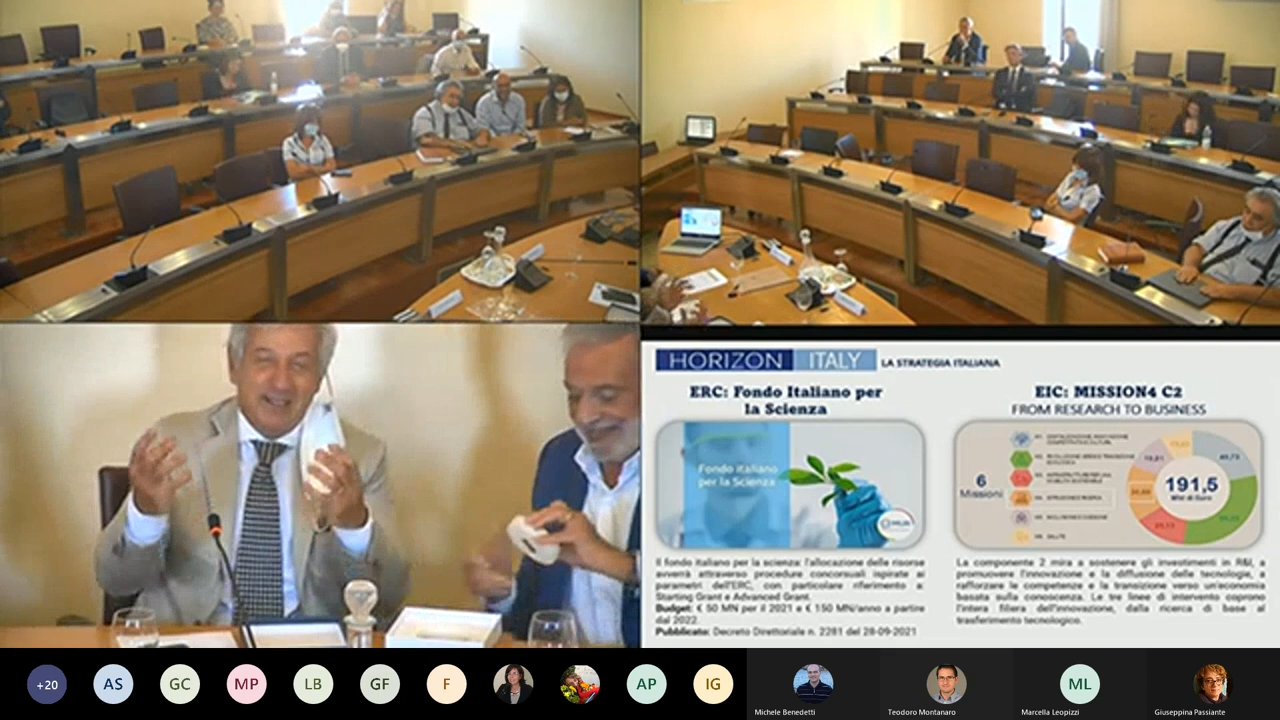 HORIZON ITALY LA STRATEGIA ITALIANA
ERC: Fondo Italiano per
la Scienza
Fondo italiano
per la Scienza
Il fondo italiano per la scienza: l'allocazione delle risorse
avverrà attraverso procedure concorsuali ispirate ai
parametri dell'ERC, con particolare riferimento a:
Starting Grant e Advanced Grant.
Budget: € 50 MN per il 2021 e € 150 MN/anno a partire
dal 2022.
Pubblicato: Decreto Direttoriale n. 2281 del 28-09-2021
EIC: MISSION4 C2
FROM RESEARCH TO BUSINESS
6
Missioni
191,5
Mld di Euro
La componente 2 mira a sostenere gli investimenti in R&I, a
promuovere l'innovazione e la diffusione delle tecnologie, a
rafforzare le competenze e la transizione verso un'economia
basata sulla conoscenza. Le tre linee di intervento coprono
l'intera filiera dell'innovazione, dalla ricerca di base al
trasferimento tecnologico.
+20 AS GC MP LB GF F AP IG ML
Michele Benedetti Teodoro Montanaro Marcella Leopizzi Giuseppina Passiante